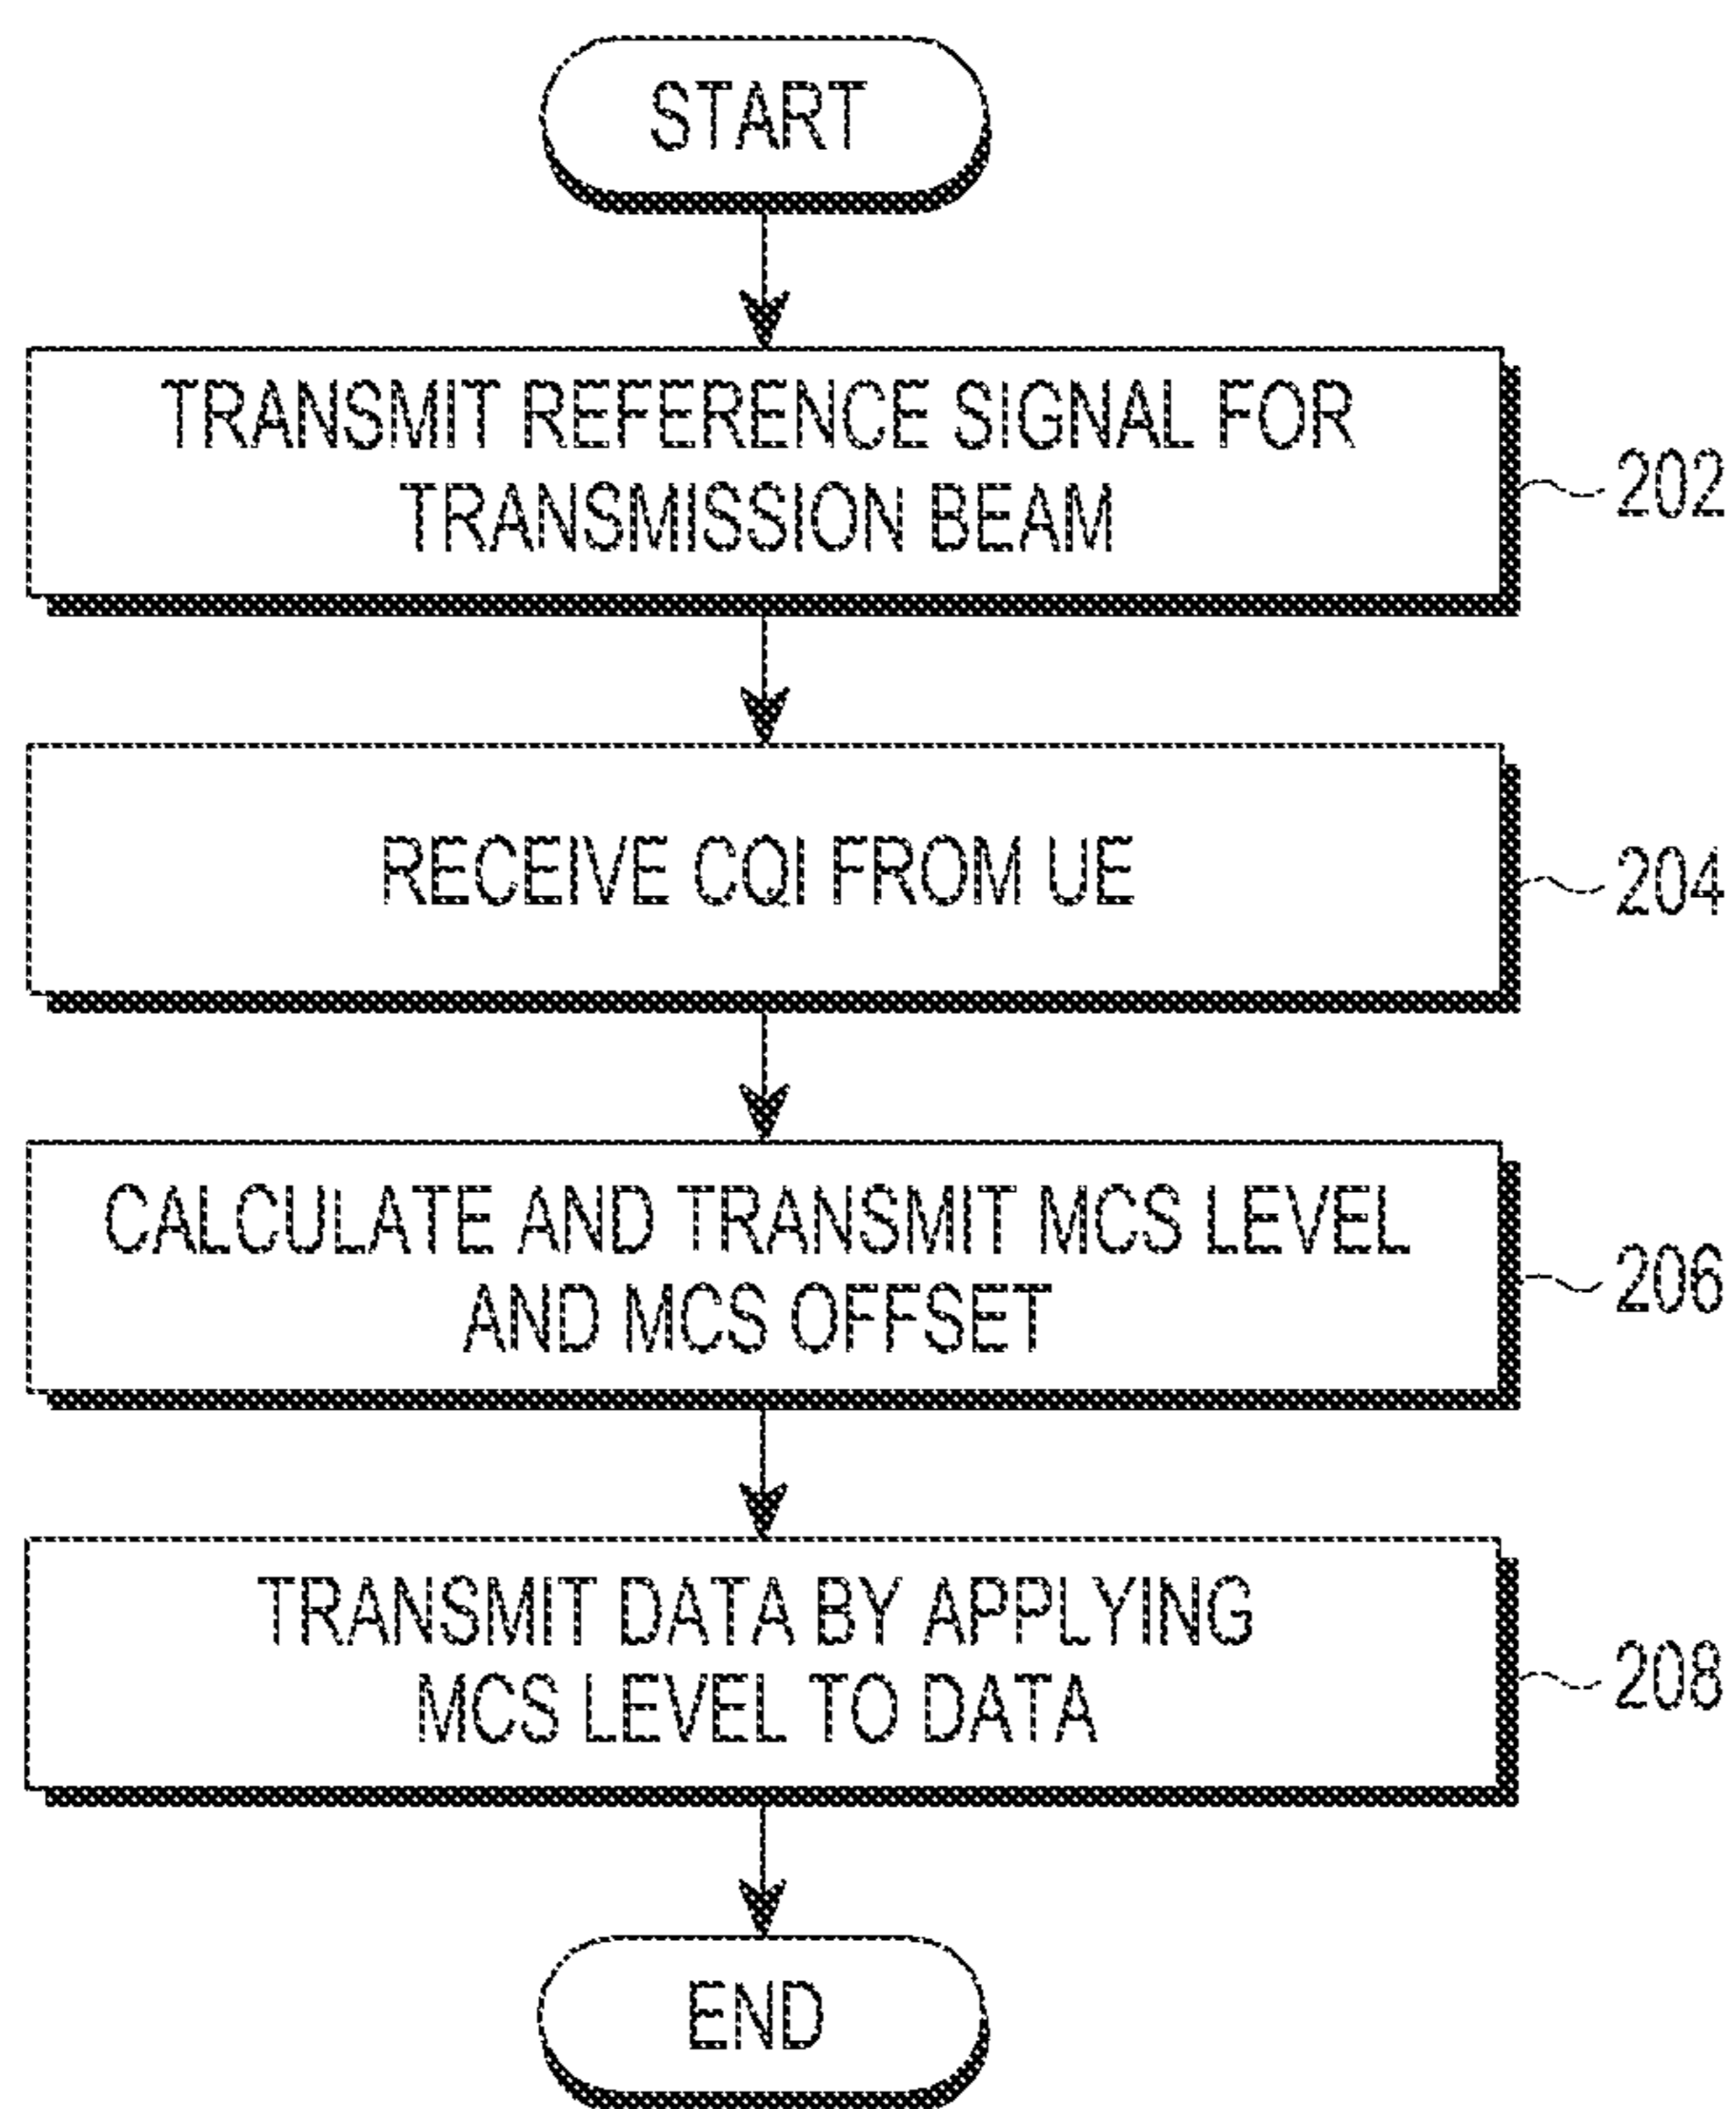 START
TRANSMIT REFERENCE SIGNAL FOR
TRANSMISSION BEAM
202
RECEIVE CQI FROM UE
204
CALCULATE AND TRANSMIT MCS LEVEL
AND MCS OFFSET
206
TRANSMIT DATA BY APPLYING
MCS LEVEL TO DATA
208
END